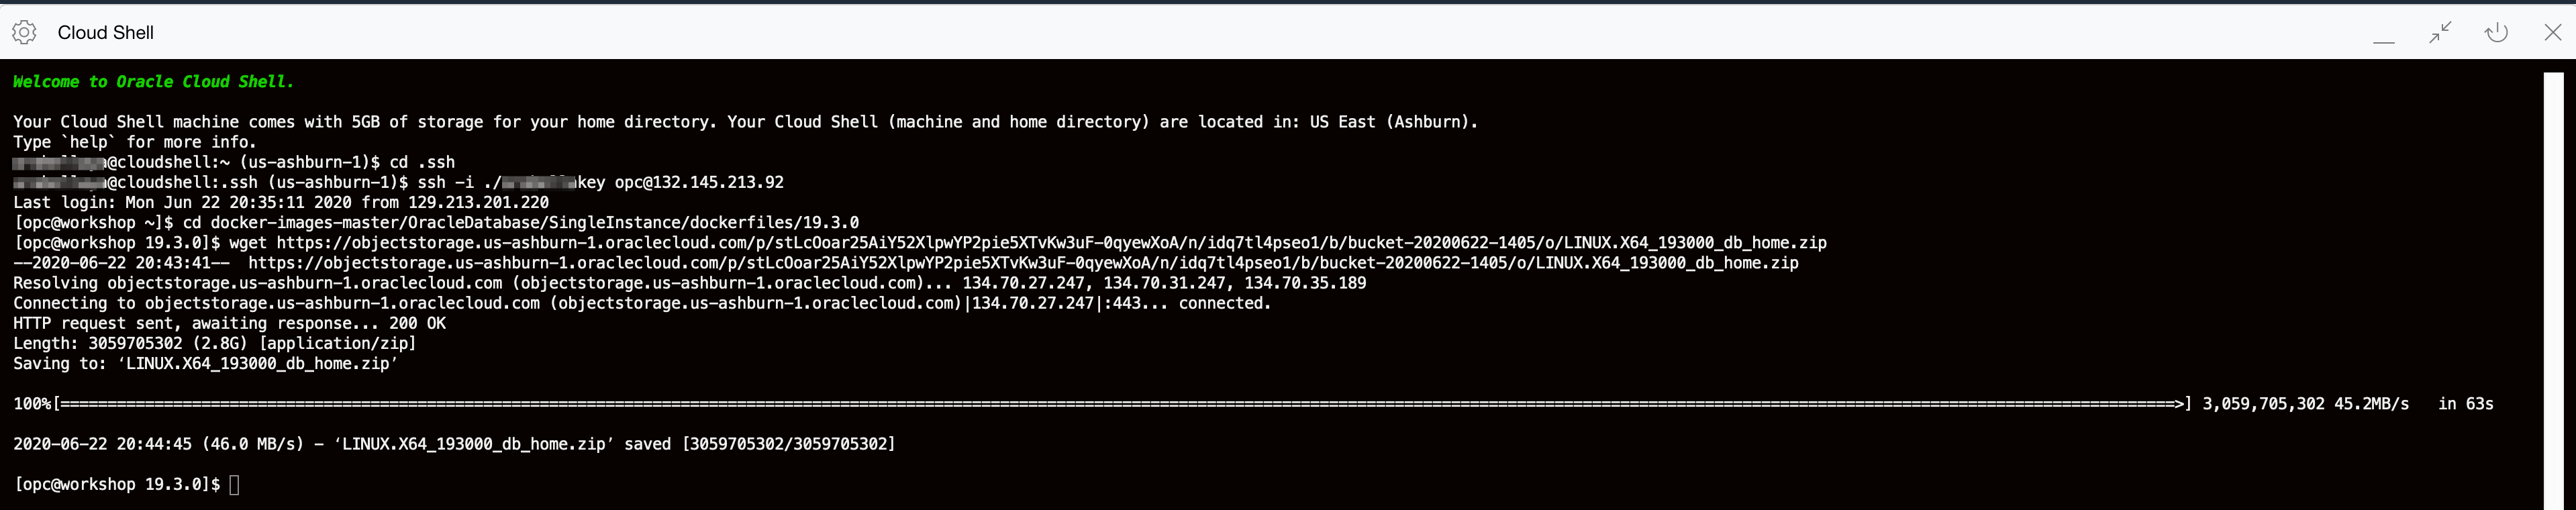 Cloud Shell
Welcome to Oracle Cloud Shell.
Your Cloud Shell machine comes with 5GB of storage for your home directory. Your Cloud Shell (machine and home directory) are located in: US East (Ashburn).
Type `help` for more info.
@cloudshell:~ (us-ashburn-1)$ cd .ssh
@cloudshell:.ssh (us-ashburn-1)$ ssh -i ./ key opc@132.145.213.92
Last login: Mon Jun 22 20:35:11 2020 from 129.213.201.220
[opc@workshop ~]$ cd docker-images-master/OracleDatabase/SingleInstance/dockerfiles/19.3.0
[opc@workshop 19.3.0]$ wget https://objectstorage.us-ashburn-1.oraclecloud.com/p/stLcOoar25AiY52XlpwYP2pie5XTvKw3uF-0qyewXoA/n/idq7tl4pseo1/b/bucket-20200622-1405/o/LINUX.X64_193000_db_home.zip
--2020-06-22 20:43:41--  https://objectstorage.us-ashburn-1.oraclecloud.com/p/stLcOoar25AiY52XlpwYP2pie5XTvKw3uF-0qyewXoA/n/idq7tl4pseo1/b/bucket-20200622-1405/o/LINUX.X64_193000_db_home.zip
Resolving objectstorage.us-ashburn-1.oraclecloud.com (objectstorage.us-ashburn-1.oraclecloud.com)... 134.70.27.247, 134.70.31.247, 134.70.35.189
Connecting to objectstorage.us-ashburn-1.oraclecloud.com (objectstorage.us-ashburn-1.oraclecloud.com)|134.70.27.247|:443... connected.
HTTP request sent, awaiting response... 200 OK
Length: 3059705302 (2.8G) [application/zip]
Saving to: ‘LINUX.X64_193000_db_home.zip’
100%[=====================================>] 3,059,705,302 45.2MB/s   in 63s
2020-06-22 20:44:45 (46.0 MB/s) - ‘LINUX.X64_193000_db_home.zip’ saved [3059705302/3059705302]
[opc@workshop 19.3.0]$